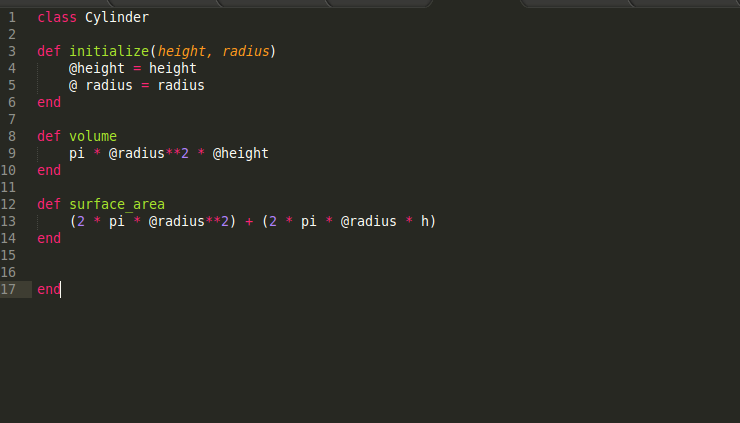 1 class Cylinder
2
3 def initialize(height, radius)
4 @height = height
5 @ radius = radius
6 end
7
8 def volume
9 pi * @radius**2 * @height
10 end
11
12 def surface_area
13 (2 * pi * @radius**2) + (2 * pi * @radius * h)
14 end
15
16
17 end